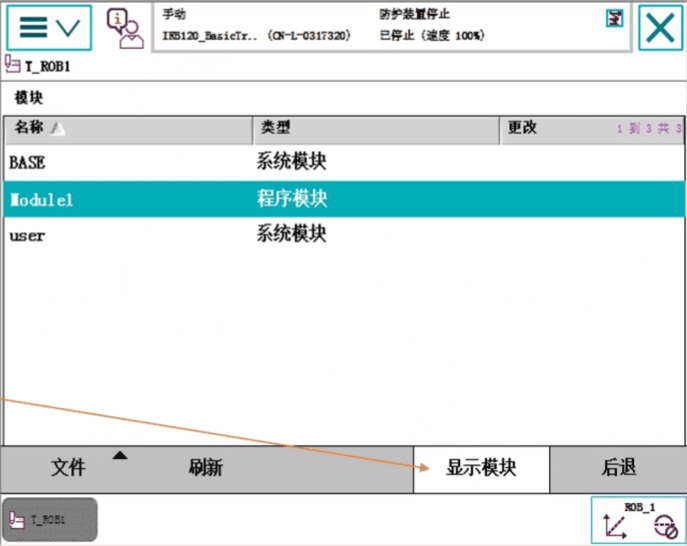 手动
防护装置停止
IRB120_BasicTr.. (CN-L-0317320)
已停止 (速度 100%)
T_ROB1
模块
名称
类型
更改
1 到 3 共 3
BASE
系统模块
Module1
程序模块
user
系统模块
文件
刷新
显示模块
后退
T_ROB1
ROB_1